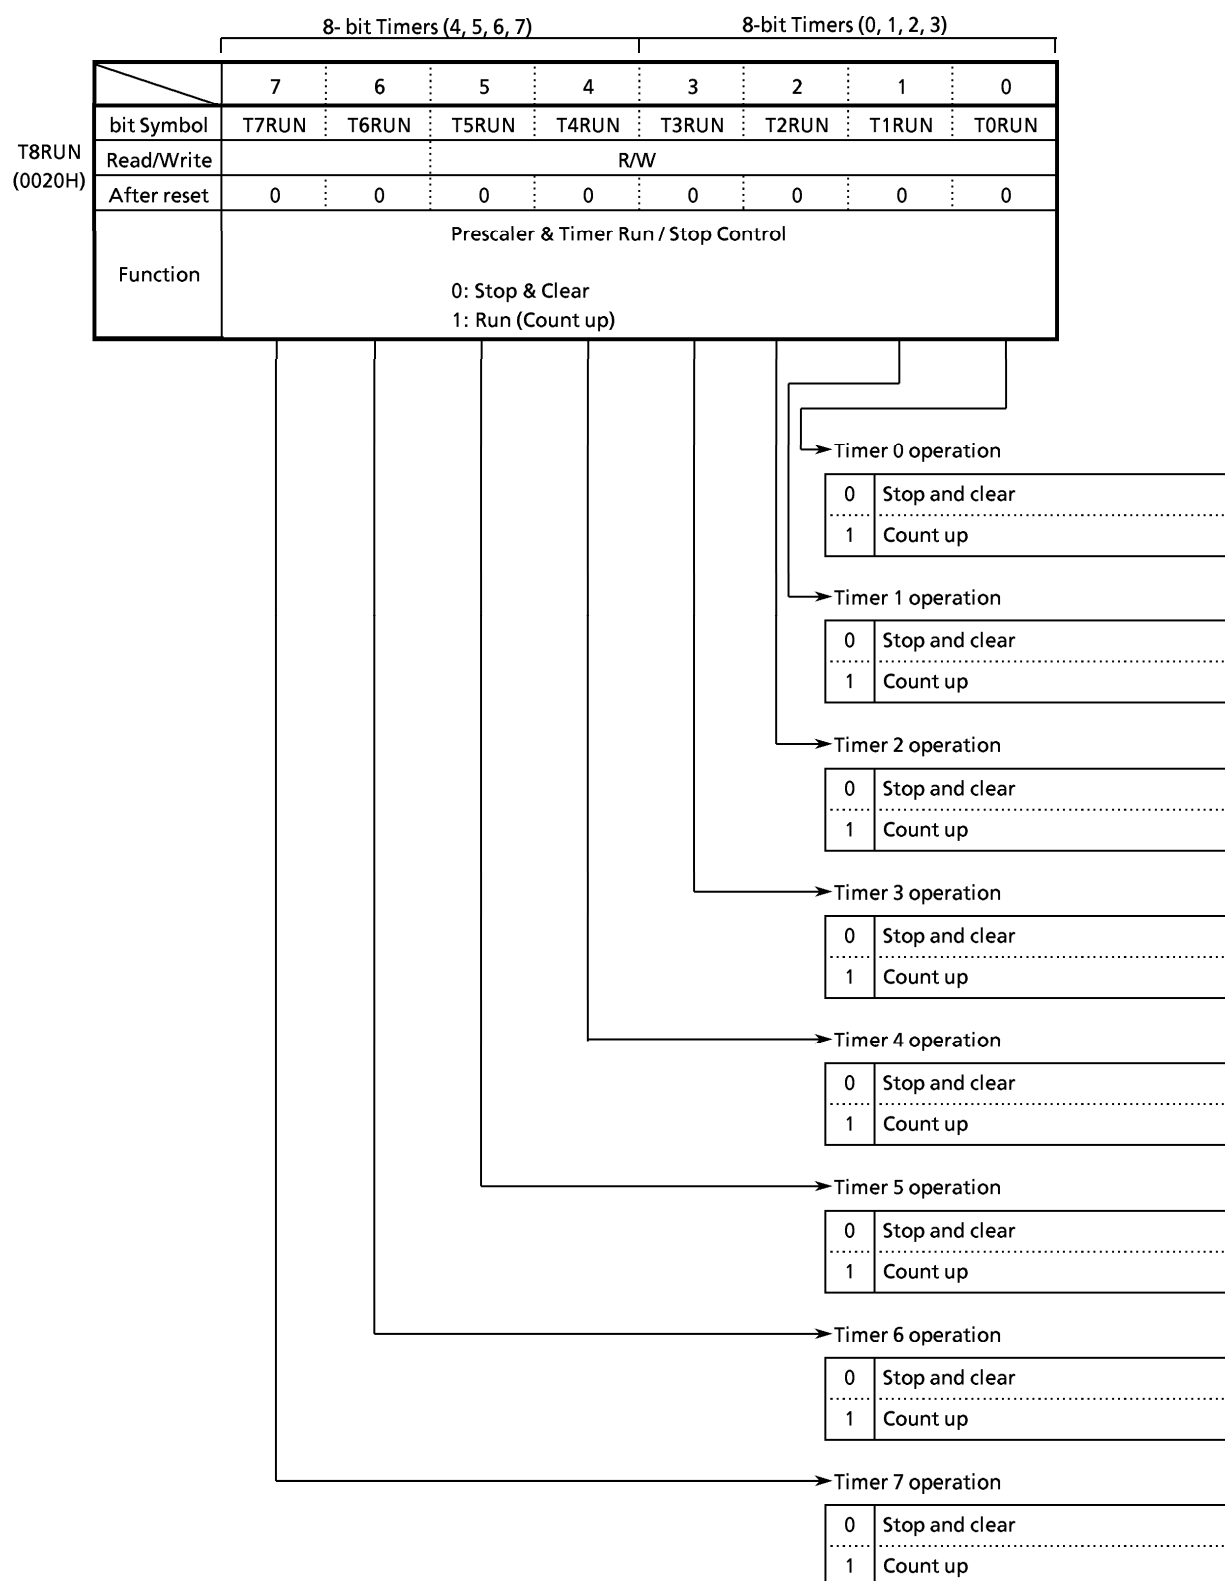 8- bit Timers (4, 5, 6, 7) 8-bit Timers (0, 1, 2, 3)
7 6 5 4 3 2 1 0
bit Symbol T7RUN T6RUN T5RUN T4RUN T3RUN T2RUN T1RUN T0RUN
T8RUN
(0020H)
Read/Write R/W
After reset 0 0 0 0 0 0 0 0
Function
Prescaler & Timer Run / Stop Control
0: Stop & Clear
1: Run (Count up)
Timer 0 operation
0 Stop and clear
1 Count up
Timer 1 operation
0 Stop and clear
1 Count up
Timer 2 operation
0 Stop and clear
1 Count up
Timer 3 operation
0 Stop and clear
1 Count up
Timer 4 operation
0 Stop and clear
1 Count up
Timer 5 operation
0 Stop and clear
1 Count up
Timer 6 operation
0 Stop and clear
1 Count up
Timer 7 operation
0 Stop and clear
1 Count up